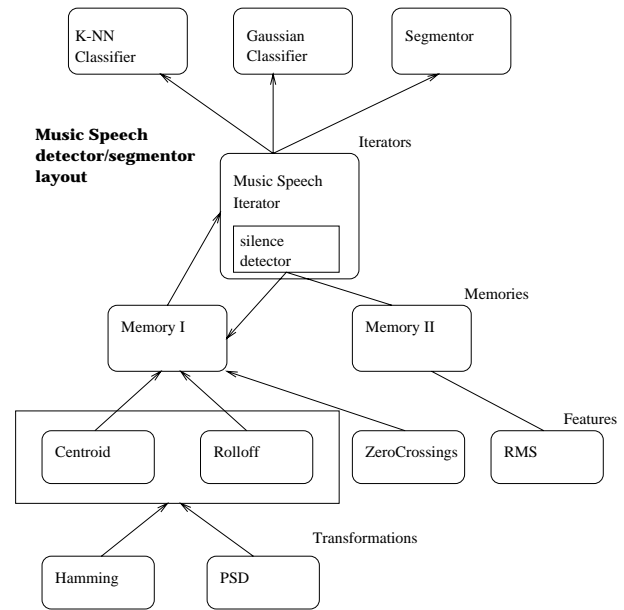 K-NN
Classifier
Gaussian
Classifier
Segmentor
Music Speech
detector/segmentor
layout
Iterators
Music Speech
Iterator
silence
detector
Memories
Memory I
Memory II
Features
Centroid
Rolloff
ZeroCrossings
RMS
Transformations
Hamming
PSD